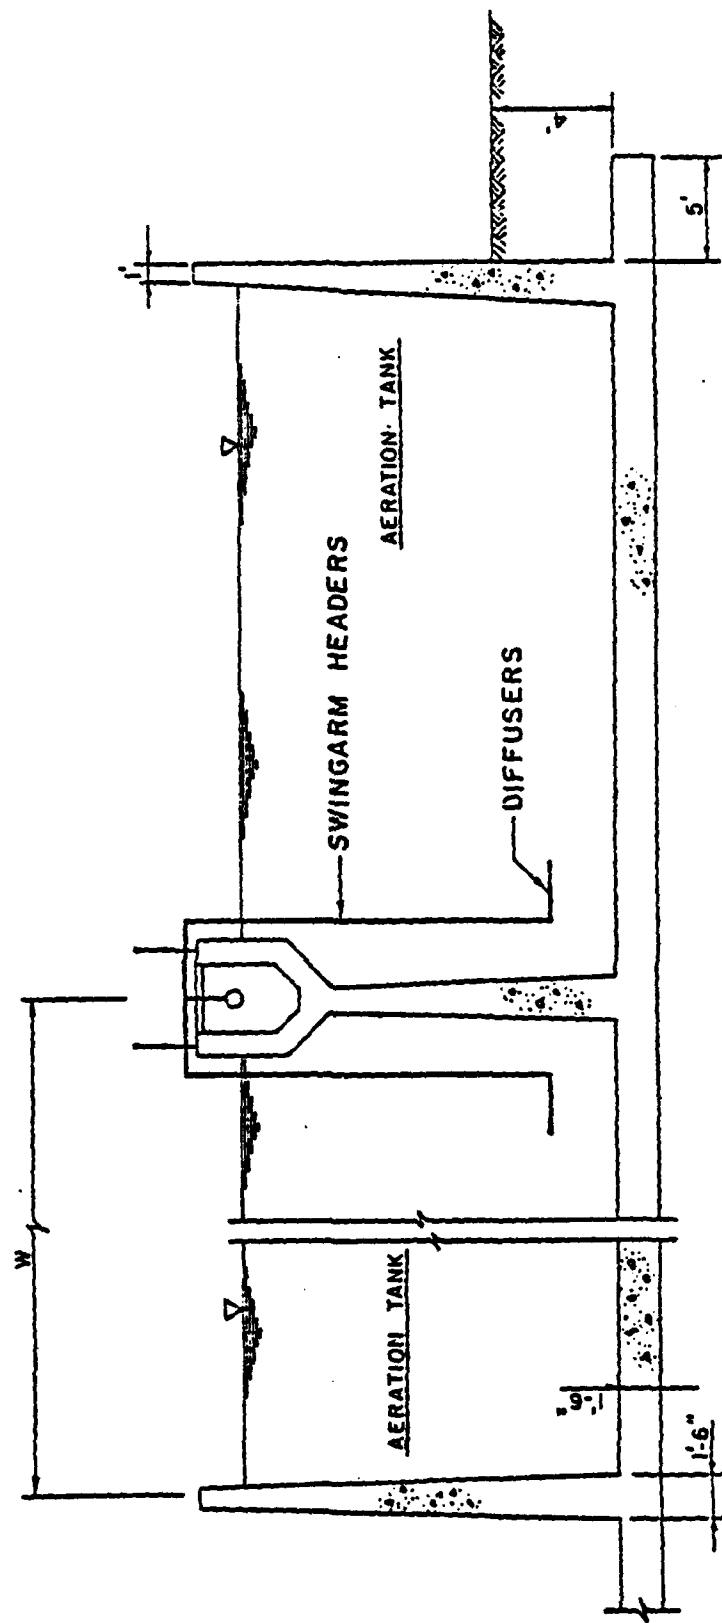 W
1'
4'
5'
AERATION TANK
SWINGARM HEADERS
DIFFUSERS
AERATION TANK
1'-6"
1'-6"